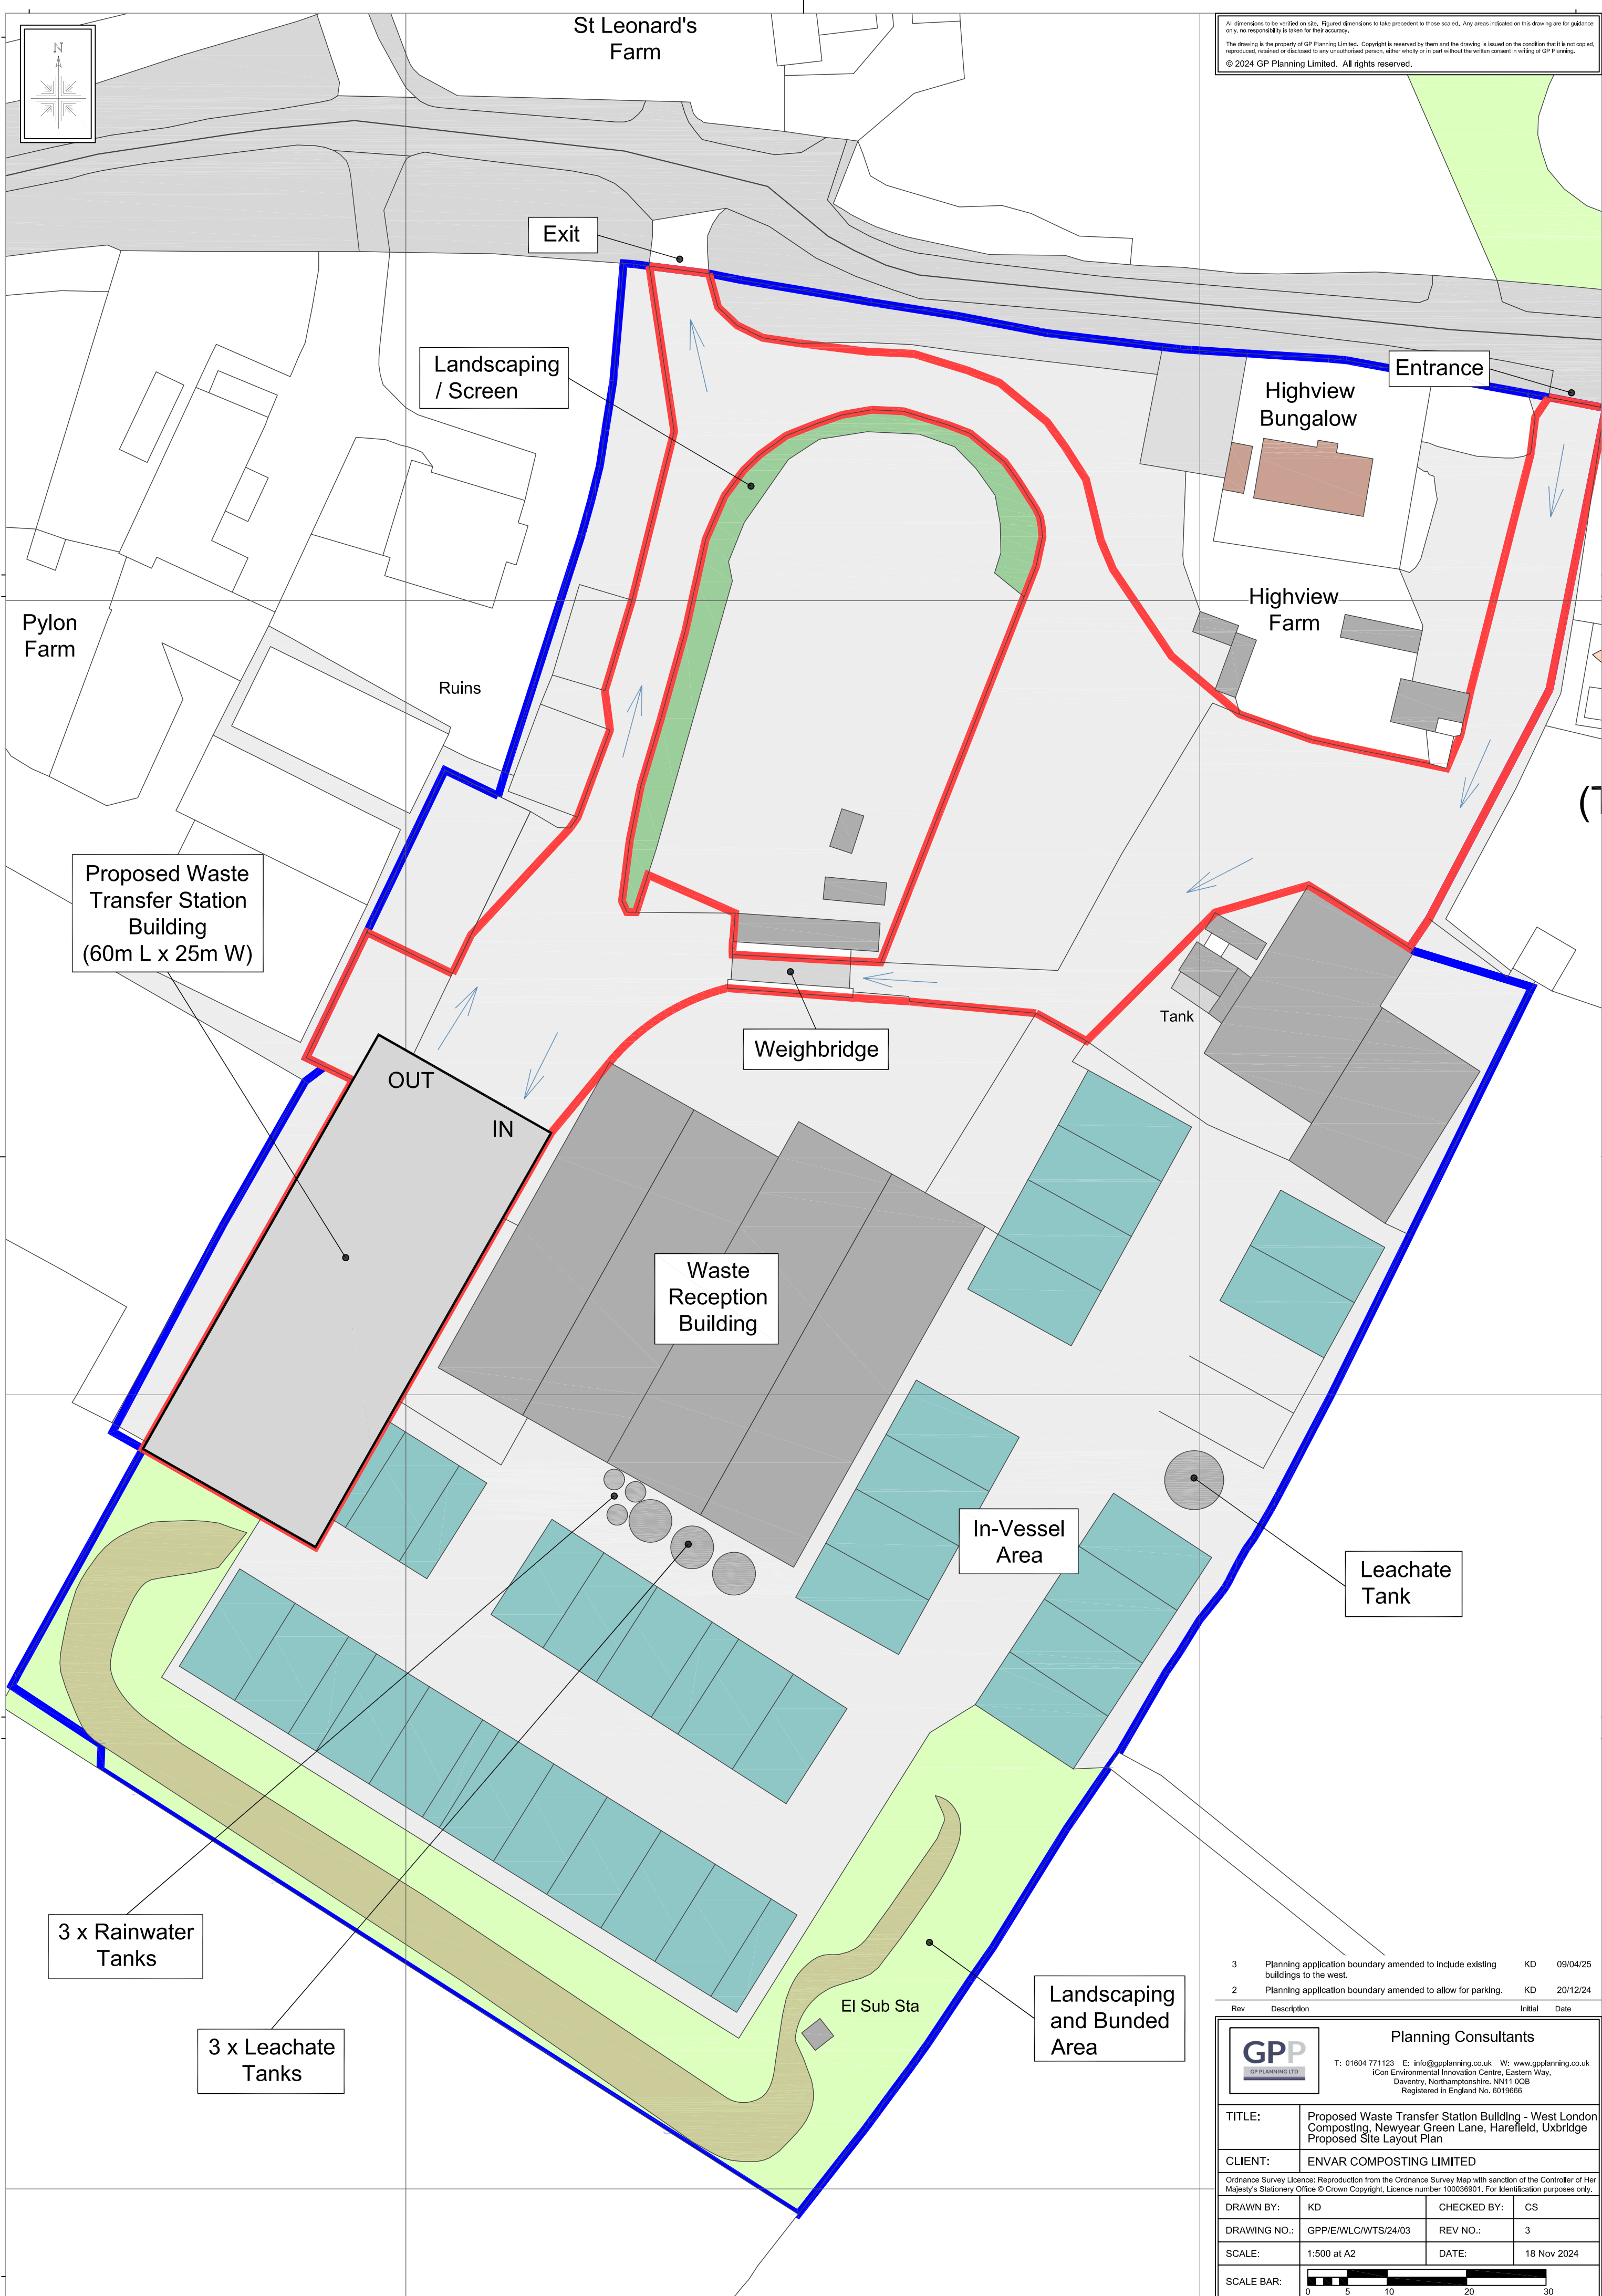 All dimensions to be verified on site. Figured dimensions to take precedent to those scaled. Any areas indicated on this drawing are for guidance
only, no responsibility is taken for their accuracy.
The drawing is the property of GP Planning Limited. Copyright is reserved by them and the drawing is issued on the condition that it is not copied,
reproduced, retained or disclosed to any unauthorised person, either wholly or in part without the written consent in writing of GP Planning.
© 2024 GP Planning Limited. All rights reserved.
N
St Leonard's
Farm
Exit
Landscaping
/ Screen
Entrance
Highview
Bungalow
Highview
Farm
Pylon
Farm
Ruins
(T
Proposed Waste
Transfer Station
Building
(60m L x 25m W)
Weighbridge
Tank
OUT
IN
Waste
Reception
Building
In-Vessel
Area
Leachate
Tank
3 x Rainwater
Tanks
3 x Leachate
Tanks
El Sub Sta
Landscaping
and Bunded
Area
3 Planning application boundary amended to include existing KD 09/04/25
buildings to the west.
2 Planning application boundary amended to allow for parking. KD 20/12/24
Rev Description Initial Date
GPP
GP PLANNING LTD
Planning Consultants
T: 01604 771123 E: info@gpplanning.co.uk W: www.gpplanning.co.uk
iCon Environmental Innovation Centre, Eastern Way,
Daventry, Northamptonshire, NN11 0QB
Registered in England No. 6019666
TITLE: Proposed Waste Transfer Station Building - West London
Composting, Newyear Green Lane, Harefield, Uxbridge
Proposed Site Layout Plan
CLIENT: ENVAR COMPOSTING LIMITED
Ordnance Survey Licence: Reproduction from the Ordnance Survey Map with sanction of the Controller of Her
Majesty's Stationery Office © Crown Copyright, Licence number 100036901. For Identification purposes only.
DRAWN BY: KD CHECKED BY: CS
DRAWING NO.: GPP/E/WLC/WTS/24/03 REV NO.: 3
SCALE: 1:500 at A2 DATE: 18 Nov 2024
SCALE BAR:
0 5 10 20 30